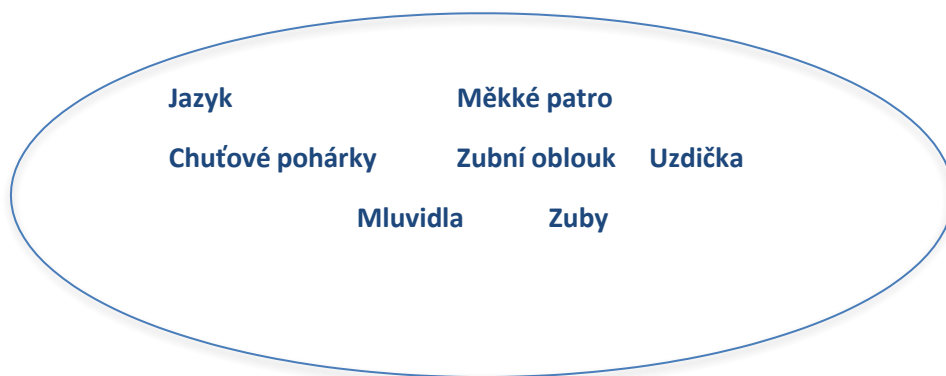 Jazyk Měkké patro
Chuťové pohárky Zubní oblouk Uzdička
Mluvidla Zuby